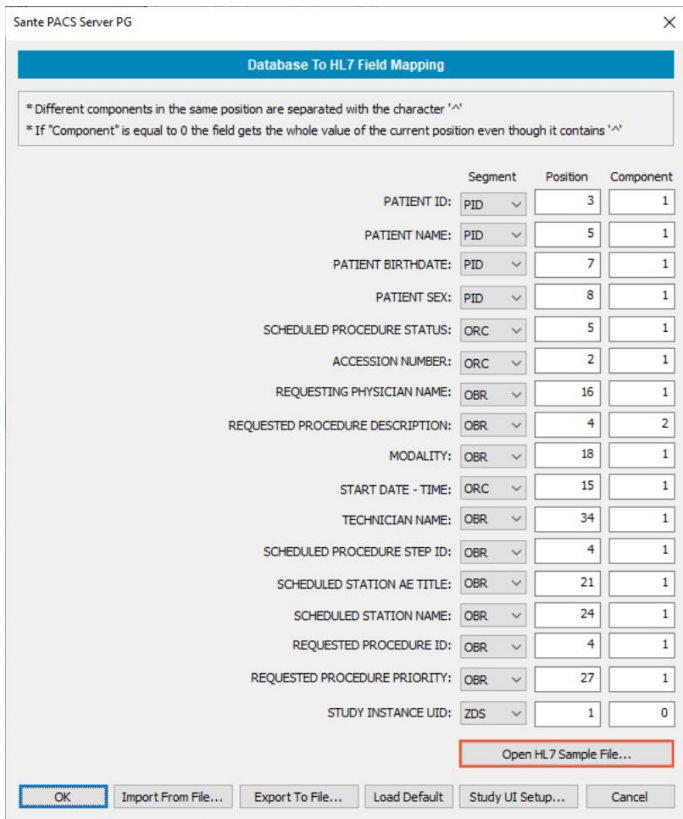 Sante PACS Server PG
Database To HL7 Field Mapping
* Different components in the same position are separated with the character '^'
* If "Component" is equal to 0 the field gets the whole value of the current position even though it contains '^'
Segment Position Component
PATIENT ID: PID 3 1
PATIENT NAME: PID 5 1
PATIENT BIRTHDATE: PID 7 1
PATIENT SEX: PID 8 1
SCHEDULED PROCEDURE STATUS: ORC 5 1
ACCESSION NUMBER: ORC 2 1
REQUESTING PHYSICIAN NAME: OBR 16 1
REQUESTED PROCEDURE DESCRIPTION: OBR 4 2
MODALITY: OBR 18 1
START DATE - TIME: ORC 15 1
TECHNICIAN NAME: OBR 34 1
SCHEDULED PROCEDURE STEP ID: OBR 4 1
SCHEDULED STATION AE TITLE: OBR 21 1
SCHEDULED STATION NAME: OBR 24 1
REQUESTED PROCEDURE ID: OBR 4 1
REQUESTED PROCEDURE PRIORITY: OBR 27 1
STUDY INSTANCE UID: ZDS 1 0
Open HL7 Sample File...
OK Import From File... Export To File... Load Default Study UI Setup... Cancel